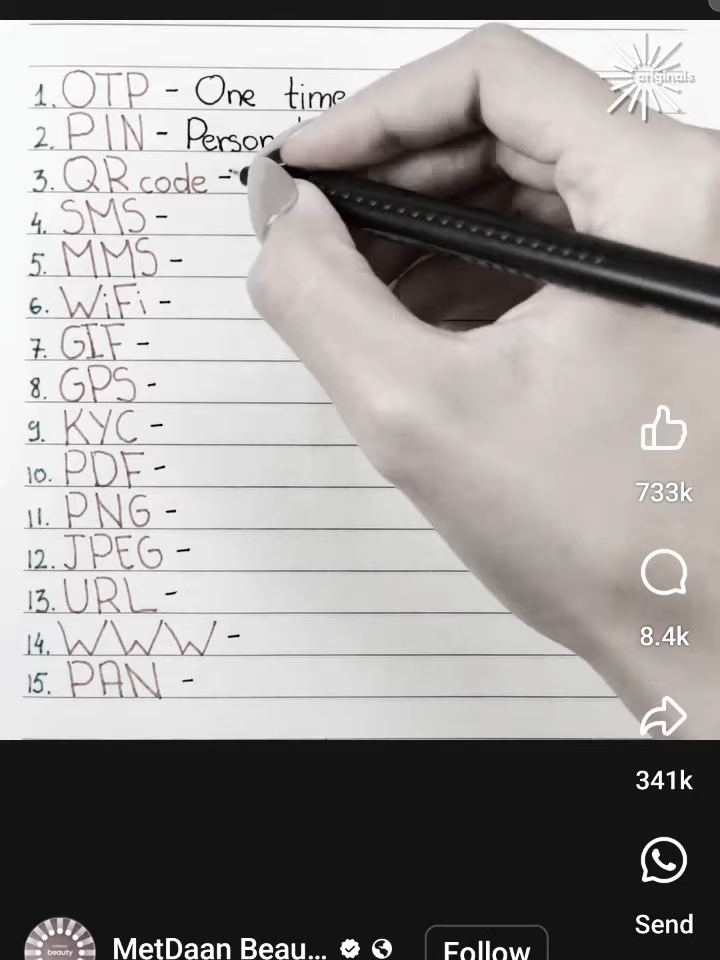 originals
1. OTP - One time
2. PIN - Person
3. QR code -
4. SMS -
5. MMS -
6. WiFi -
7. GIF -
8. GPS -
9. KYC -
10. PDF -
11. PNG -
12. JPEG -
13. URL -
14. WWW -
15. PAN -
733k
8.4k
341k
Send
beauty
MetDaan Beau... Follow